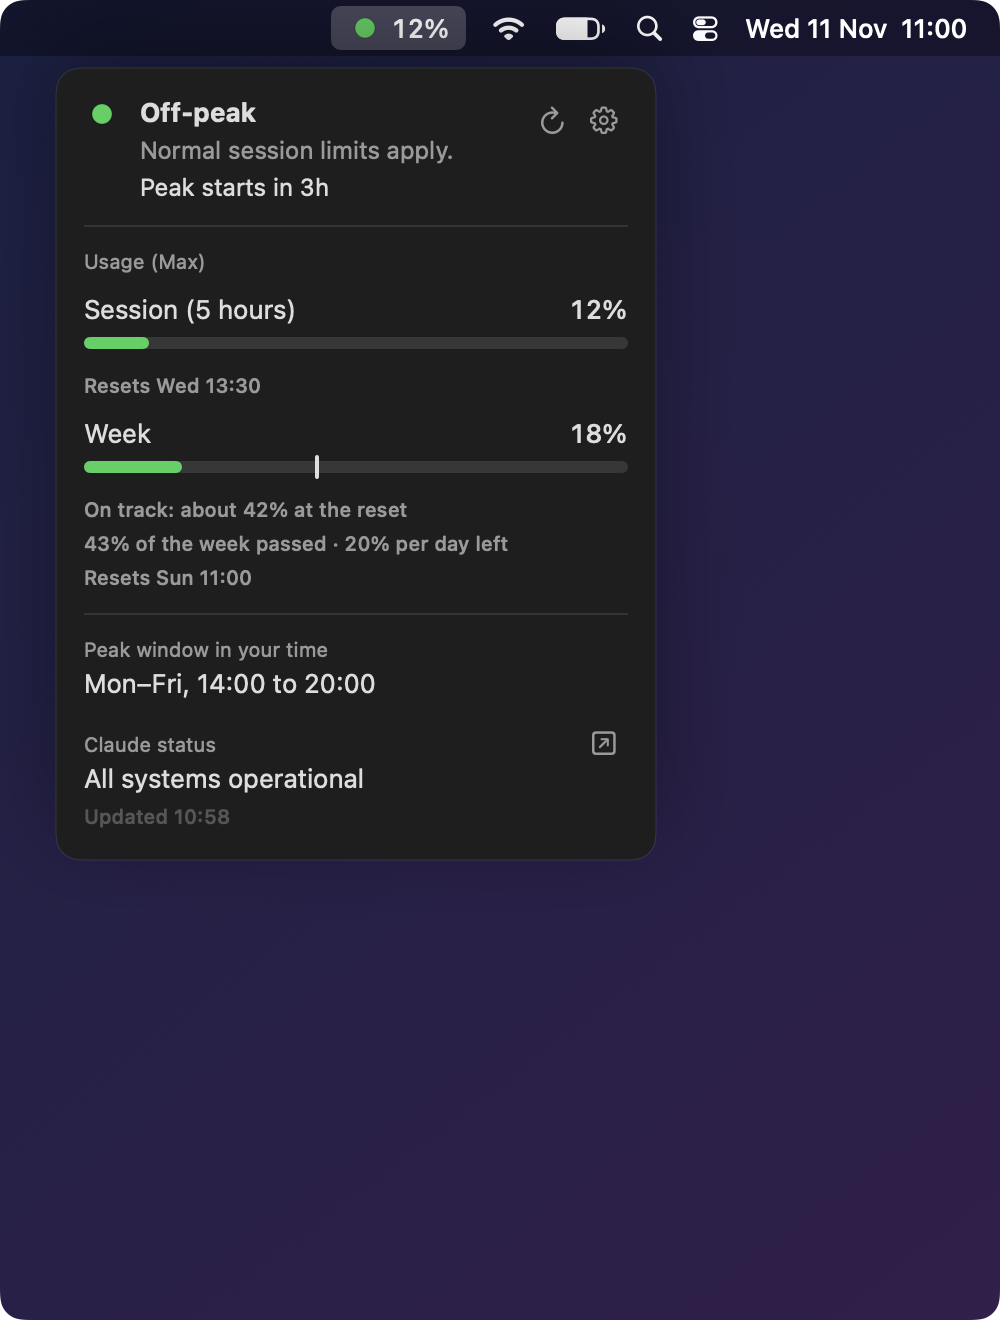 12%
Wed 11 Nov 11:00
Off-peak
Normal session limits apply.
Peak starts in 3h
Usage (Max)
Session (5 hours) 12%
Resets Wed 13:30
Week 18%
On track: about 42% at the reset
43% of the week passed · 20% per day left
Resets Sun 11:00
Peak window in your time
Mon–Fri, 14:00 to 20:00
Claude status
All systems operational
Updated 10:58